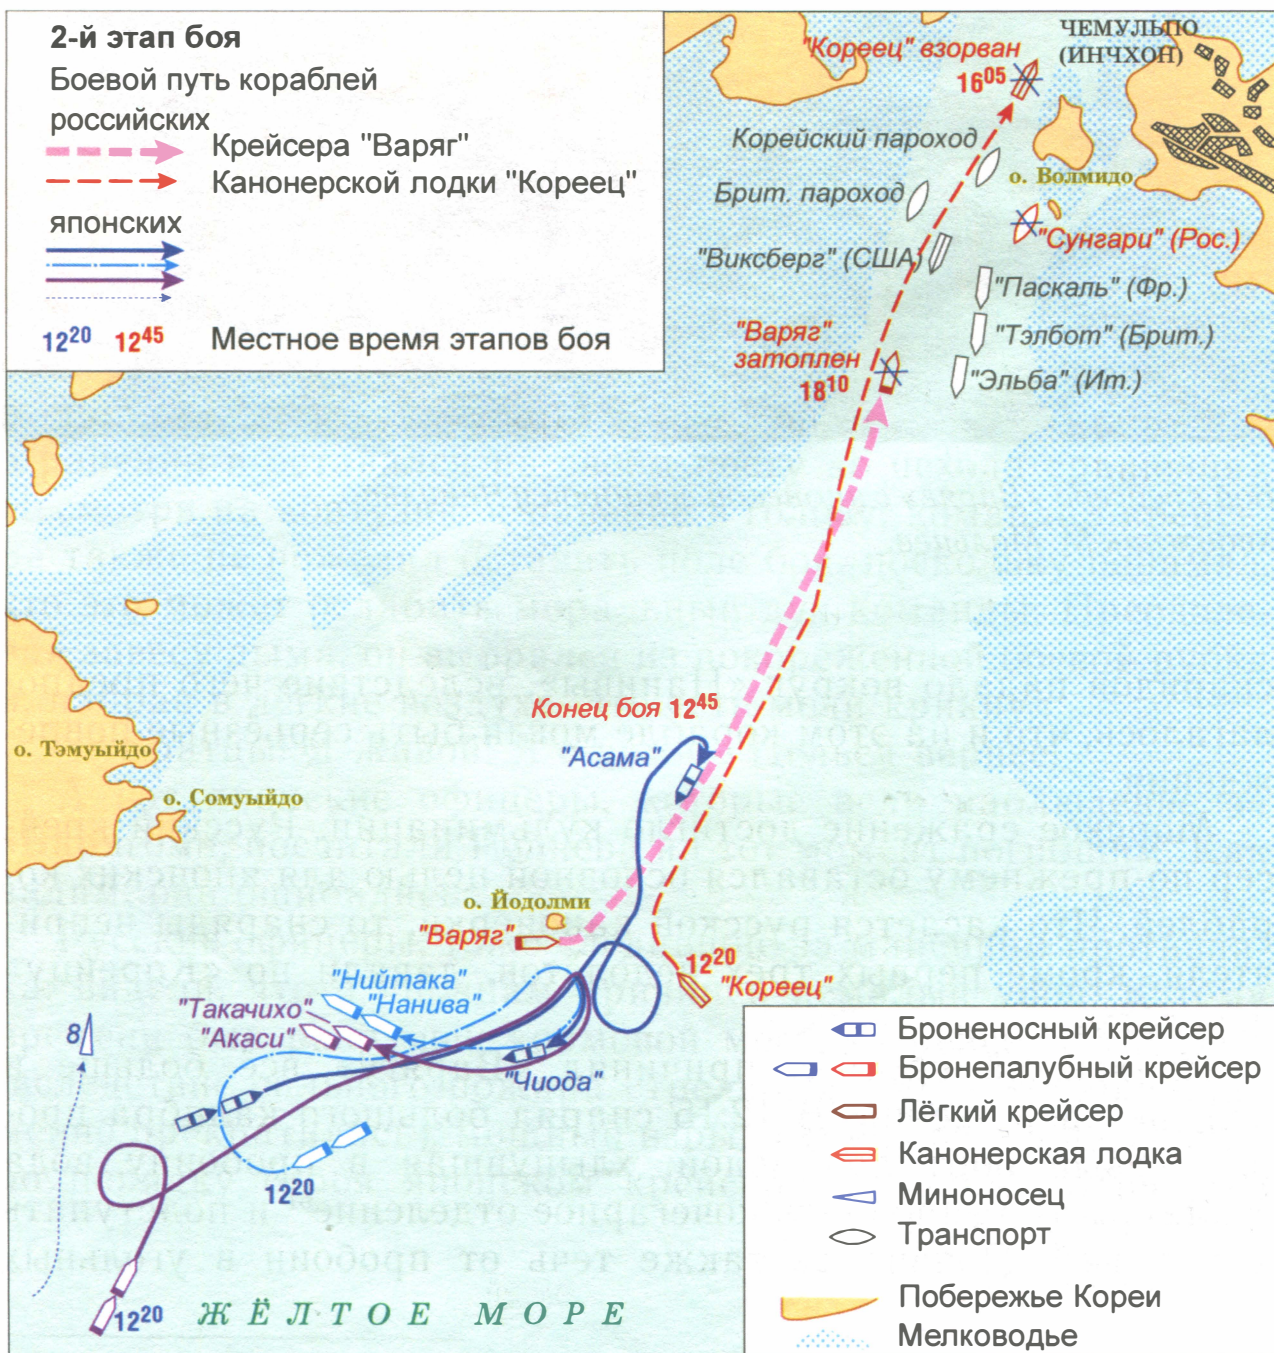 2-й этап боя
Боевой путь кораблей
российских
Крейсера "Варяг"
Канонерской лодки "Кореец"
японских
12²⁰ 12⁴⁵ Местное время этапов боя
ЧЕМУЛЬПО
(ИНЧХОН)
"Кореец" взорван
16⁰⁵
Корейский пароход
о. Волмидо
Брит. пароход
"Сунгари" (Рос.)
"Виксберг" (США)
"Паскаль" (Фр.)
"Тэлбот" (Брит.)
"Эльба" (Ит.)
"Варяг"
затоплен
18¹⁰
Конец боя 12⁴⁵
"Асама"
о. Тэмуыйдо
о. Сомуыйдо
о. Йодолми
"Варяг"
12²⁰
"Кореец"
"Нийтака"
"Нанива"
"Такачихо"
"Акаси"
"Чиода"
8
12²⁰
12²⁰
ЖЁЛТОЕ МОРЕ
Броненосный крейсер
Бронепалубный крейсер
Лёгкий крейсер
Канонерская лодка
Миноносец
Транспорт
Побережье Кореи
Мелководье